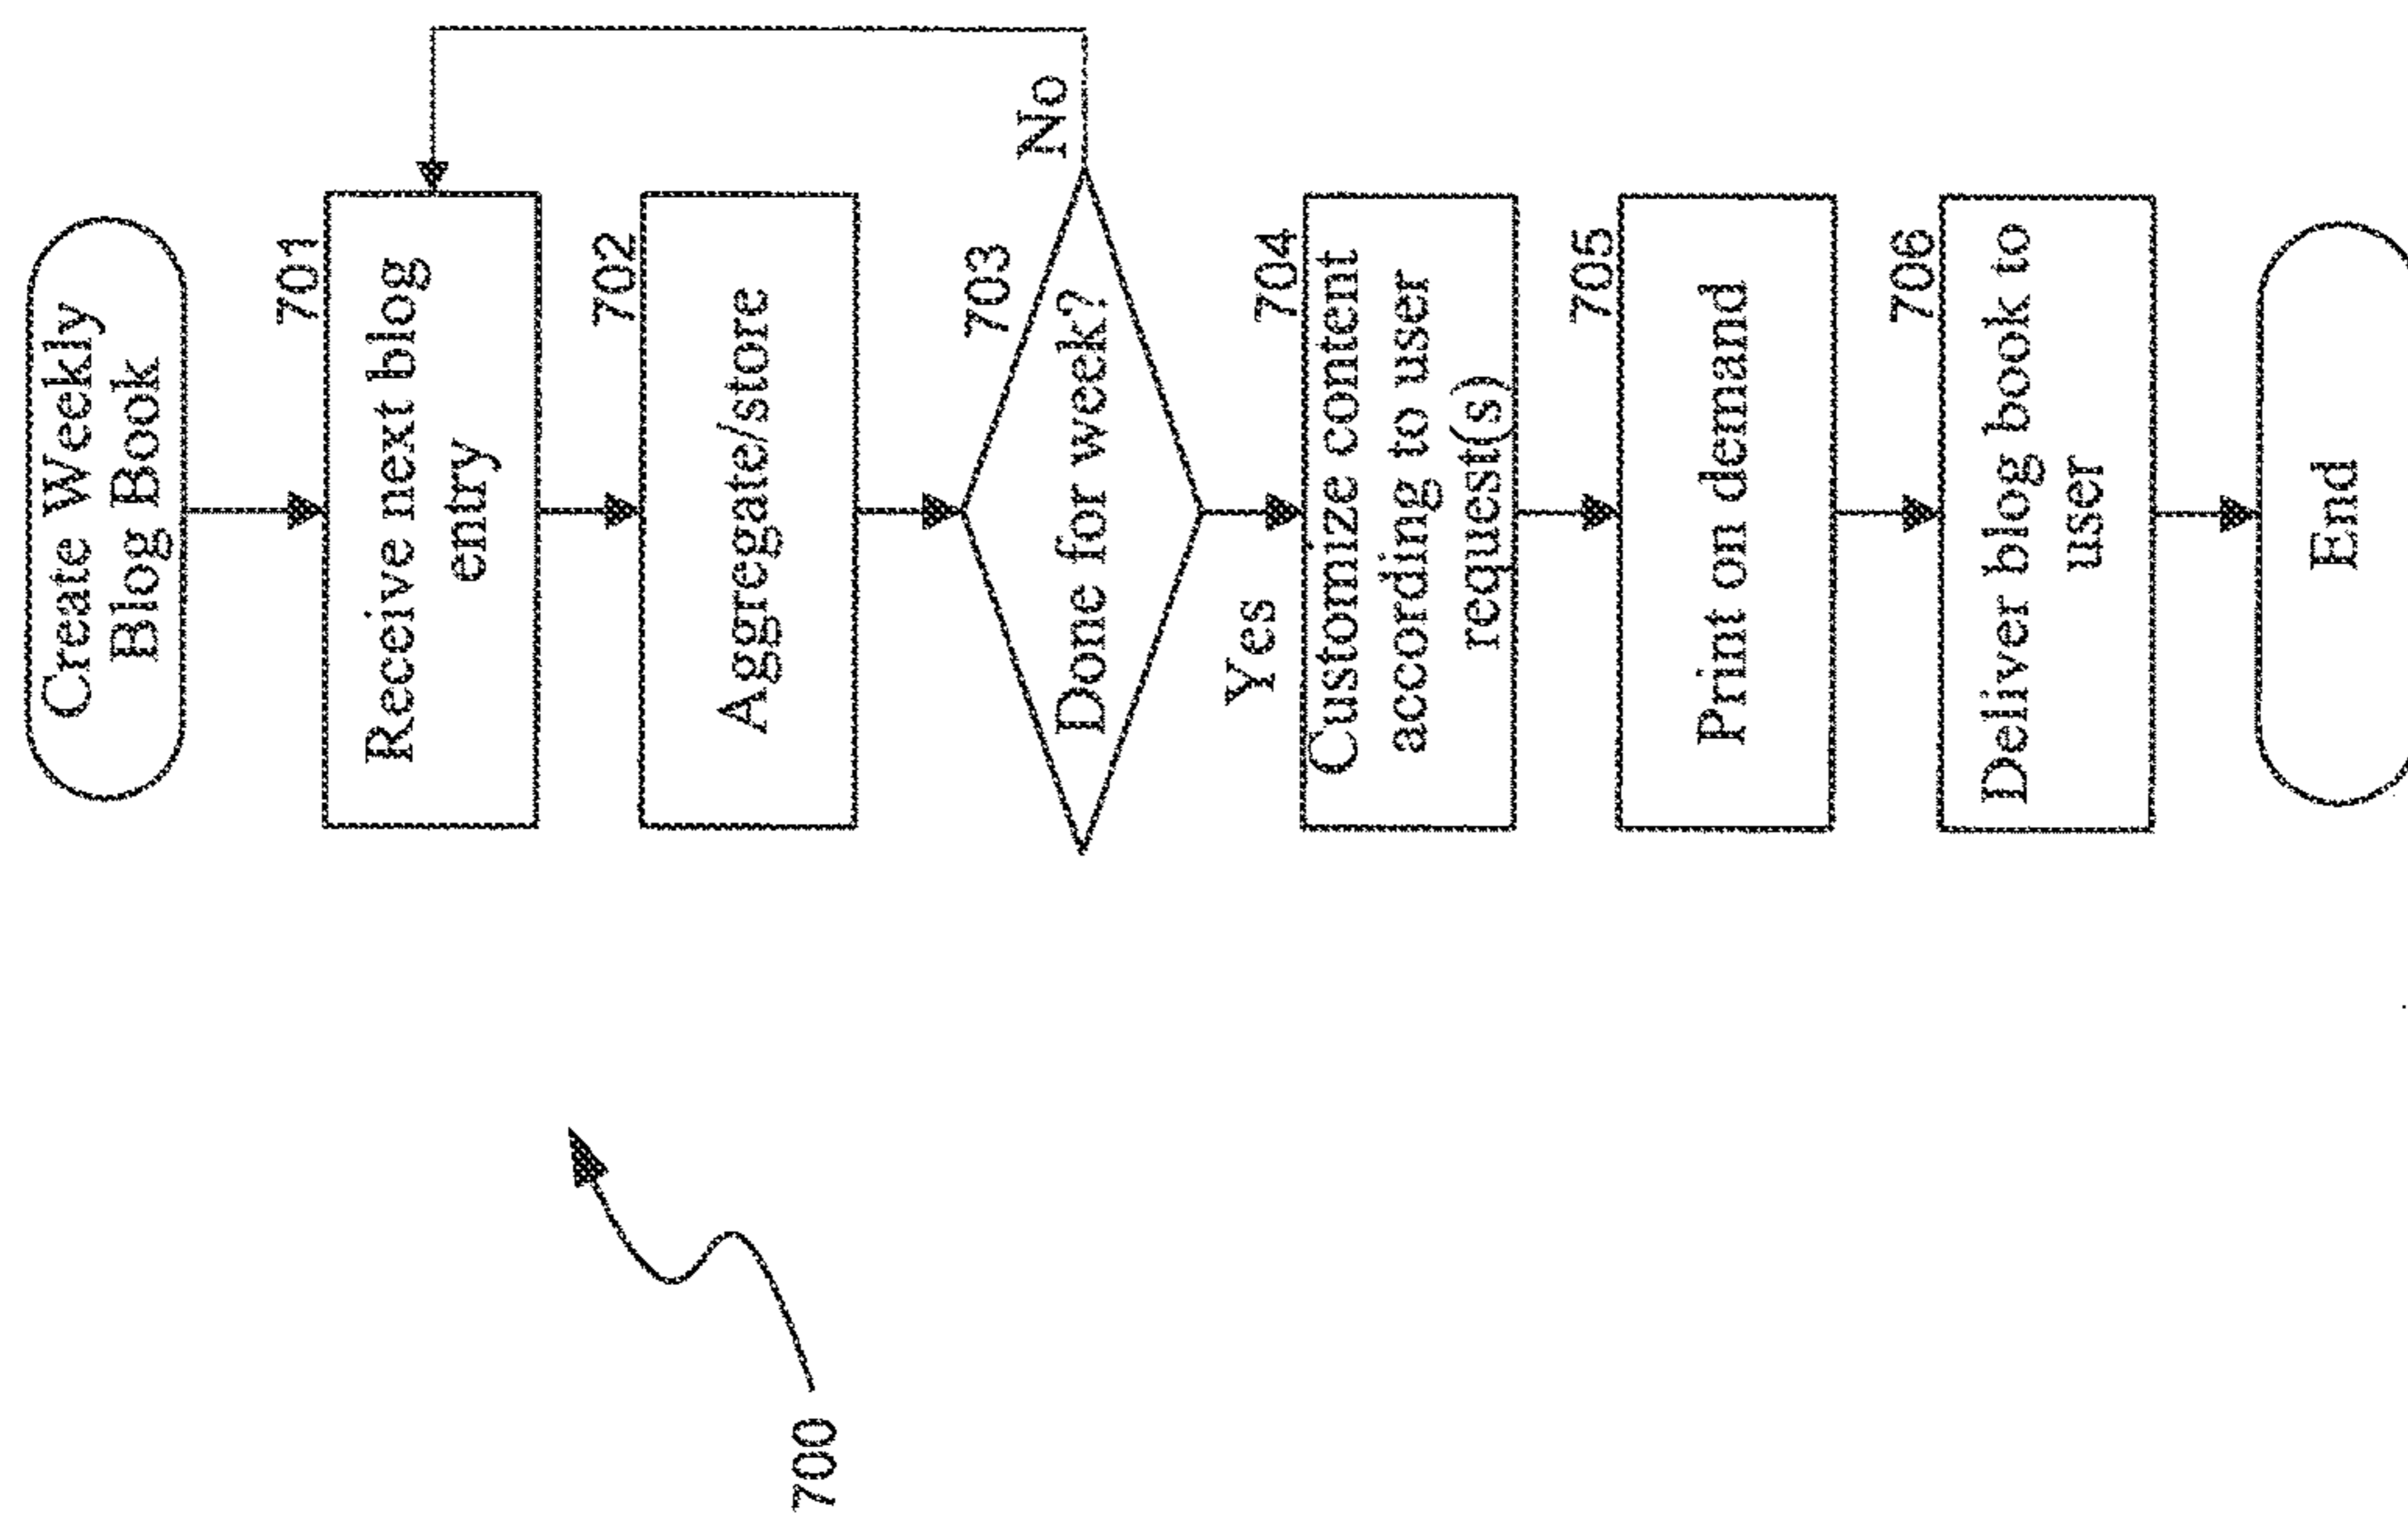 Create Weekly
Blog Book
701
Receive next blog
entry
702
Aggregate/store
703
Done for week?
No
Yes
704
Customize content
according to user
request(s)
705
Print on demand
706
Deliver blog book to
user
End
700